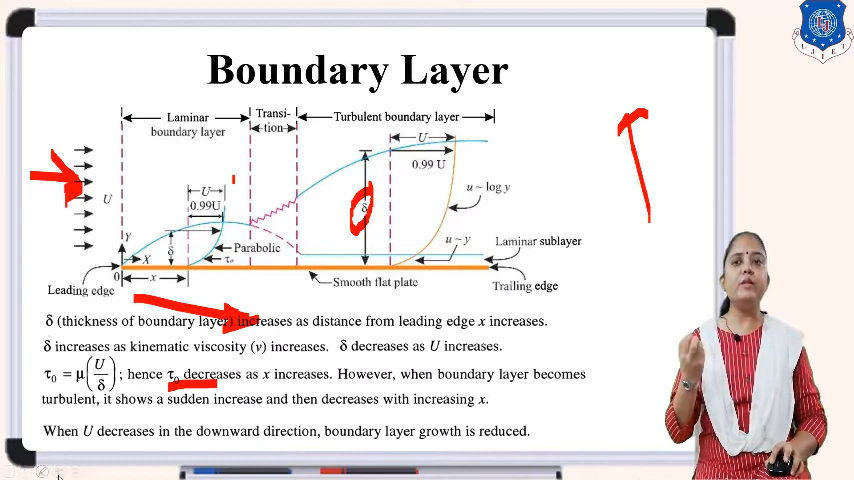 Boundary Layer
Laminar
boundary layer
Transi-
tion
Turbulent boundary layer
U
0.99 U
U
U
0.99U
δ
u ~ log y
Y
δ
Parabolic
u ~ y
Laminar sublayer
X
τₒ
0
x
Smooth flat plate
Trailing edge
Leading edge
δ (thickness of boundary layer) increases as distance from leading edge x increases.
δ increases as kinematic viscosity (ν) increases. δ decreases as U increases.
τ₀ = μ(U/δ); hence τ₀ decreases as x increases. However, when boundary layer becomes
turbulent, it shows a sudden increase and then decreases with increasing x.
When U decreases in the downward direction, boundary layer growth is reduced.
LJIET